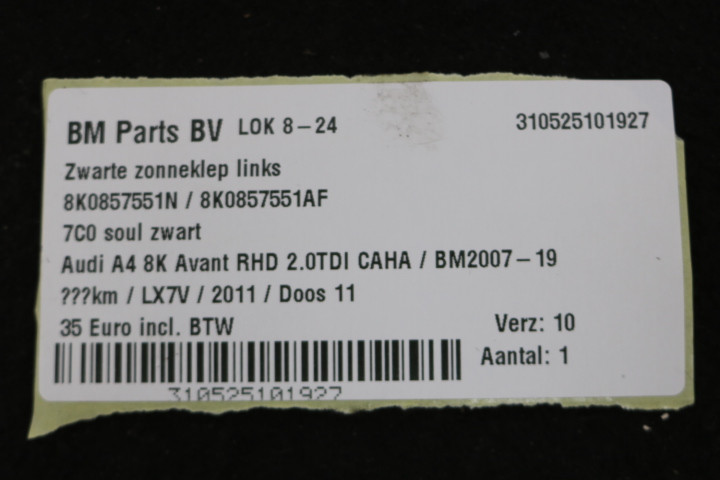 BM Parts BV LOK 8-24 310525101927
Zwarte zonneklep links
8K0857551N / 8K0857551AF
7C0 soul zwart
Audi A4 8K Avant RHD 2.0TDI CAHA / BM2007-19
???km / LX7V / 2011 / Doos 11
35 Euro incl. BTW Verz: 10
Aantal: 1
310525101927